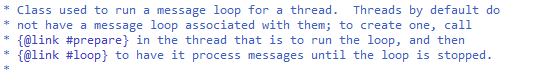 * Class used to run a message loop for a thread.  Threads by default do
* not have a message loop associated with them; to create one, call
* {@link #prepare} in the thread that is to run the loop, and then
* {@link #loop} to have it process messages until the loop is stopped.
*